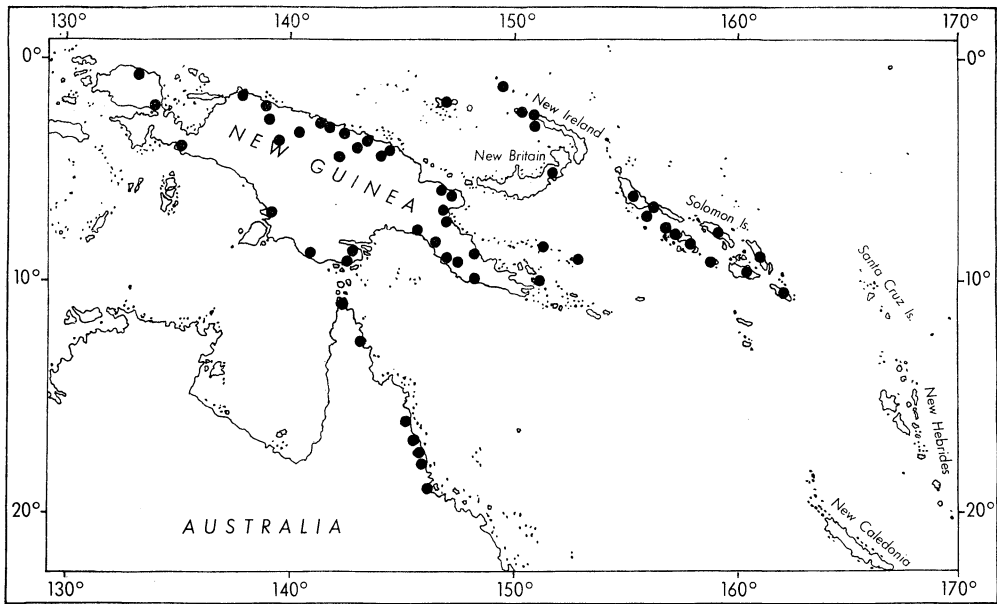 130° 140° 150° 160° 170°
0° 0°
New Ireland
NEW GUINEA
New Britain
Solomon Is.
10° 10°
Santa Cruz Is.
New Hebrides
20° 20°
AUSTRALIA
New Caledonia
130° 140° 150° 160° 170°